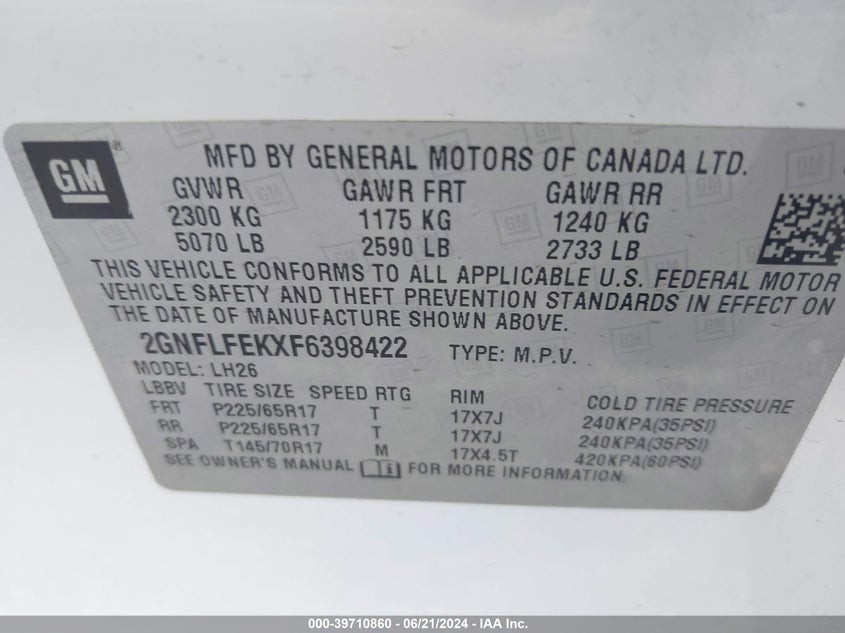 GM ®
MFD BY GENERAL MOTORS OF CANADA LTD.
GVWR GAWR FRT GAWR RR
2300 KG 1175 KG 1240 KG
5070 LB 2590 LB 2733 LB
THIS VEHICLE CONFORMS TO ALL APPLICABLE U.S. FEDERAL MOTOR
VEHICLE SAFETY AND THEFT PREVENTION STANDARDS IN EFFECT ON
THE DATE OF MANUFACTURE SHOWN ABOVE.
2GNFLFEKXF6398422 TYPE: M.P.V.
MODEL: LH26
LBBV TIRE SIZE SPEED RTG RIM COLD TIRE PRESSURE
FRT P225/65R17 T 17X7J 240KPA(35PSI)
RR P225/65R17 T 17X7J 240KPA(35PSI)
SPA T145/70R17 M 17X4.5T 420KPA(60PSI)
SEE OWNER'S MANUAL FOR MORE INFORMATION.
000-39710860 - 06/21/2024 - IAA Inc.